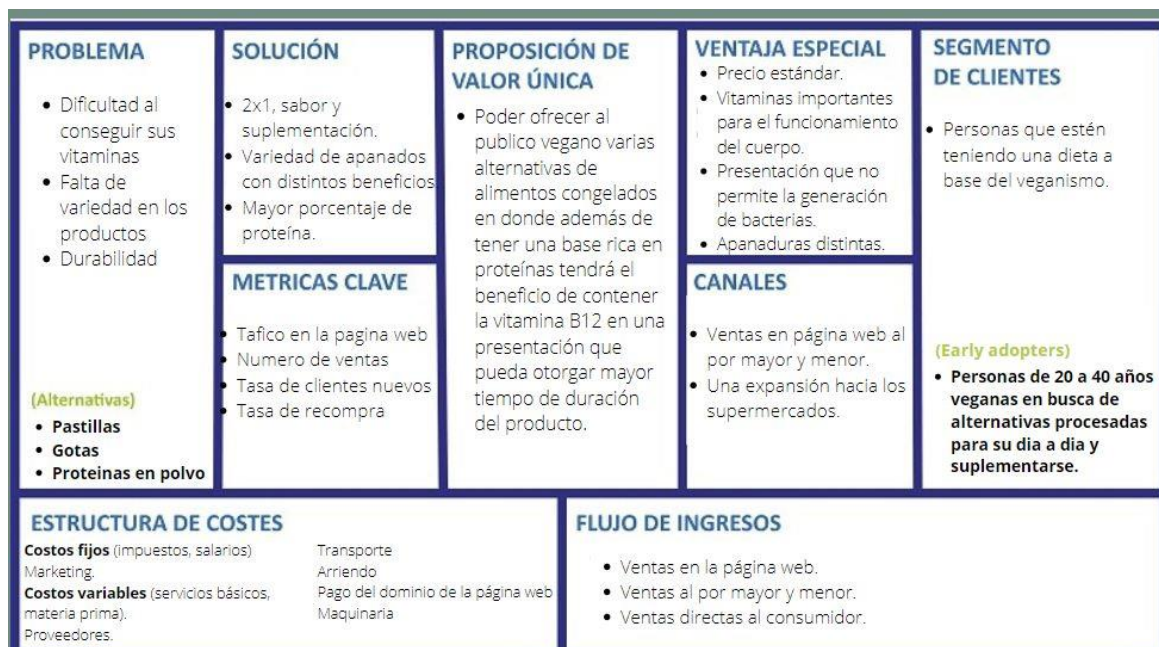 PROBLEMA
• Dificultad al
conseguir sus
vitaminas
• Falta de
variedad en los
productos
• Durabilidad
(Alternativas)
• Pastillas
• Gotas
• Proteinas en polvo
SOLUCIÓN
• 2x1, sabor y
suplementación.
• Variedad de apanados
con distintos beneficios.
• Mayor porcentaje de
proteína.
METRICAS CLAVE
• Tafico en la pagina web
• Numero de ventas
• Tasa de clientes nuevos
• Tasa de recompra
PROPOSICIÓN DE
VALOR ÚNICA
• Poder ofrecer al
publico vegano varias
alternativas de
alimentos congelados
en donde además de
tener una base rica en
proteínas tendrá el
beneficio de contener
la vitamina B12 en una
presentación que
pueda otorgar mayor
tiempo de duración
del producto.
VENTAJA ESPECIAL
• Precio estándar.
• Vitaminas importantes
para el funcionamiento
del cuerpo.
• Presentación que no
permite la generación
de bacterias.
• Apanaduras distintas.
CANALES
• Ventas en página web al
por mayor y menor.
• Una expansión hacia los
supermercados.
SEGMENTO
DE CLIENTES
• Personas que estén
teniendo una dieta a
base del veganismo.
(Early adopters)
• Personas de 20 a 40 años
veganas en busca de
alternativas procesadas
para su dia a dia y
suplementarse.
ESTRUCTURA DE COSTES
Costos fijos (impuestos, salarios)
Marketing.
Costos variables (servicios básicos,
materia prima).
Proveedores.
Transporte
Arriendo
Pago del dominio de la página web
Maquinaria
FLUJO DE INGRESOS
• Ventas en la página web.
• Ventas al por mayor y menor.
• Ventas directas al consumidor.